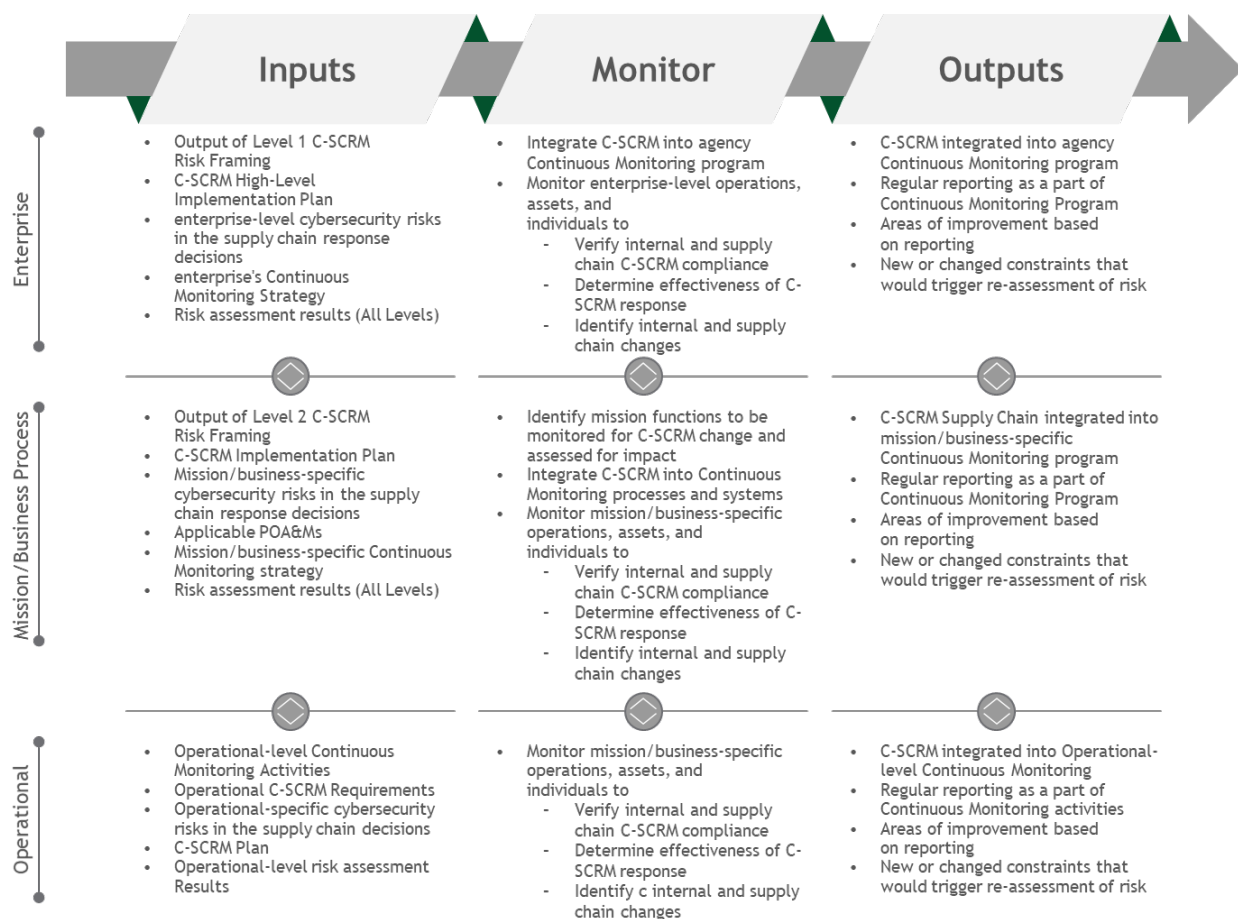 Inputs
Monitor
Outputs
Enterprise
• Output of Level 1 C-SCRM
Risk Framing
• C-SCRM High-Level
Implementation Plan
• enterprise-level cybersecurity risks
in the supply chain response
decisions
• enterprise's Continuous
Monitoring Strategy
• Risk assessment results (All Levels)
• Integrate C-SCRM into agency
Continuous Monitoring program
• Monitor enterprise-level operations,
assets, and
individuals to
- Verify internal and supply
chain C-SCRM compliance
- Determine effectiveness of C-
SCRM response
- Identify internal and supply
chain changes
• C-SCRM integrated into agency
Continuous Monitoring program
• Regular reporting as a part of
Continuous Monitoring Program
• Areas of improvement based
on reporting
• New or changed constraints that
would trigger re-assessment of risk
Mission/Business Process
• Output of Level 2 C-SCRM
Risk Framing
• C-SCRM Implementation Plan
• Mission/business-specific
cybersecurity risks in the supply
chain response decisions
• Applicable POA&Ms
• Mission/business-specific Continuous
Monitoring strategy
• Risk assessment results (All Levels)
• Identify mission functions to be
monitored for C-SCRM change and
assessed for impact
• Integrate C-SCRM into Continuous
Monitoring processes and systems
• Monitor mission/business-specific
operations, assets, and
individuals to
- Verify internal and supply
chain C-SCRM compliance
- Determine effectiveness of C-
SCRM response
- Identify internal and supply
chain changes
• C-SCRM Supply Chain integrated into
mission/business-specific
Continuous Monitoring program
• Regular reporting as a part of
Continuous Monitoring Program
• Areas of improvement based
on reporting
• New or changed constraints that
would trigger re-assessment of risk
Operational
• Operational-level Continuous
Monitoring Activities
• Operational C-SCRM Requirements
• Operational-specific cybersecurity
risks in the supply chain decisions
• C-SCRM Plan
• Operational-level risk assessment
Results
• Monitor mission/business-specific
operations, assets, and
individuals to
- Verify internal and supply
chain C-SCRM compliance
- Determine effectiveness of C-
SCRM response
- Identify c internal and supply
chain changes
• C-SCRM integrated into Operational-
level Continuous Monitoring
• Regular reporting as a part of
Continuous Monitoring activities
• Areas of improvement based
on reporting
• New or changed constraints that
would trigger re-assessment of risk